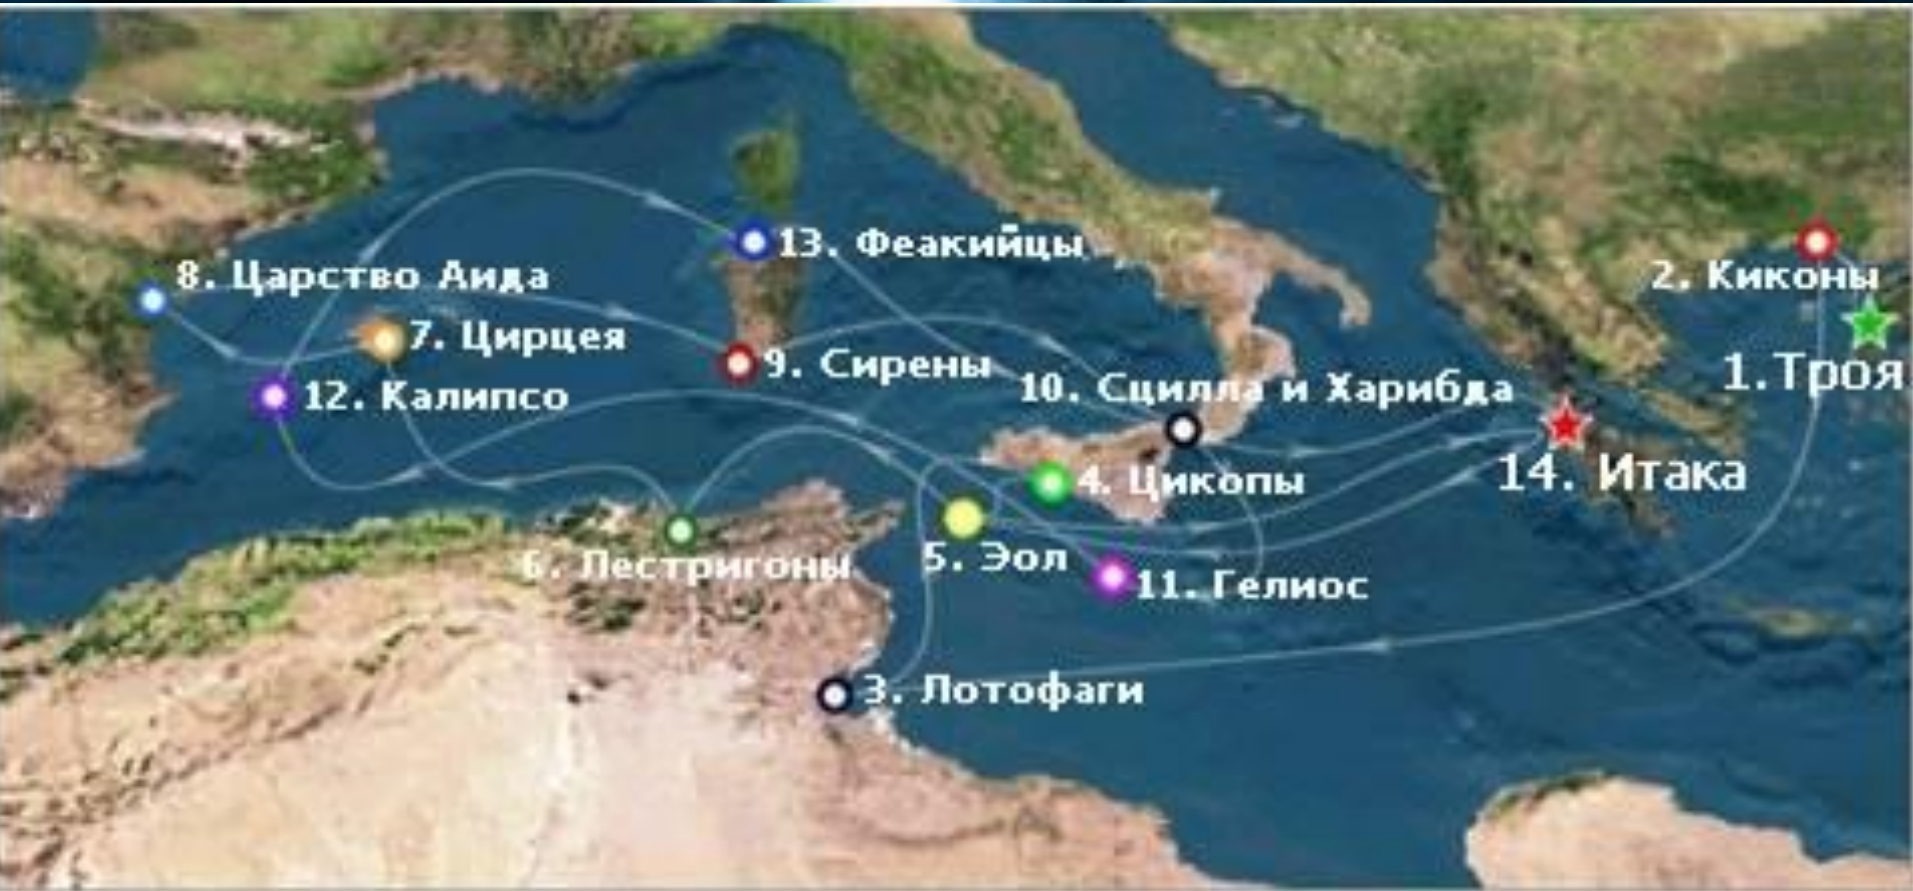 13. Феакийцы
2. Киконы
8. Царство Аида
7. Цирцея
9. Сирены
1.Троя
12. Калипсо
10. Сцилла и Харибда
14. Итака
4. Цикопы
5. Эол
6. Лестригоны
11. Гелиос
3. Лотофаги